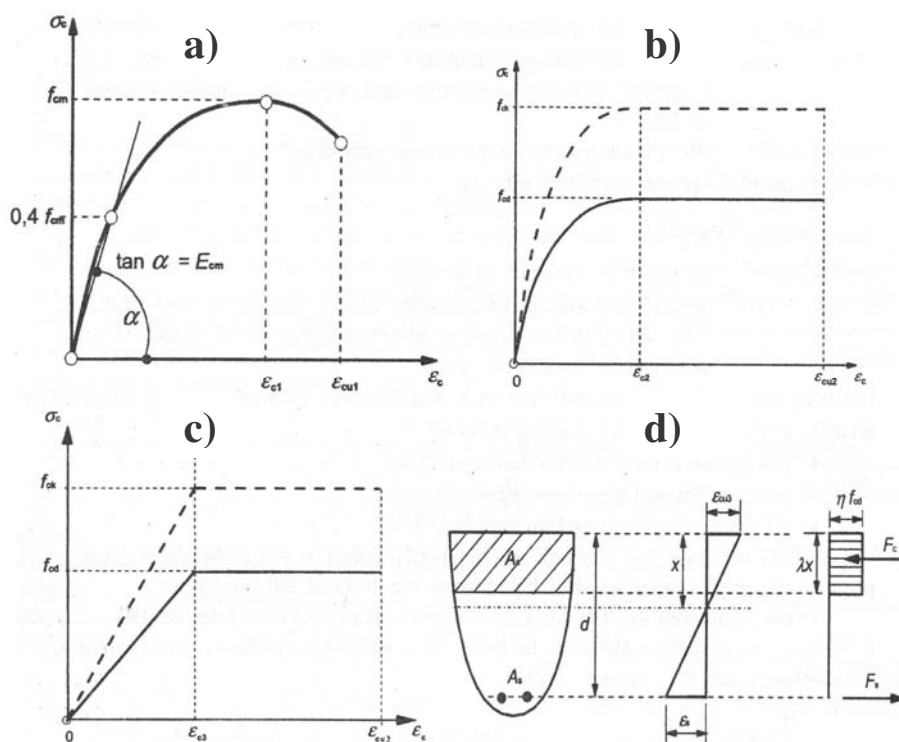 a)
σc
fcm
0,4 fcm
tan α = Ecm
α
εc1
εcu1
εc
b)
σc
fck
fcd
0
εc2
εcu2
εc
c)
σc
fck
fcd
0
εc3
εcu3
εc
d)
Ac
As
d
x
εcu3
εs
η fcd
λx
Fc
Fs